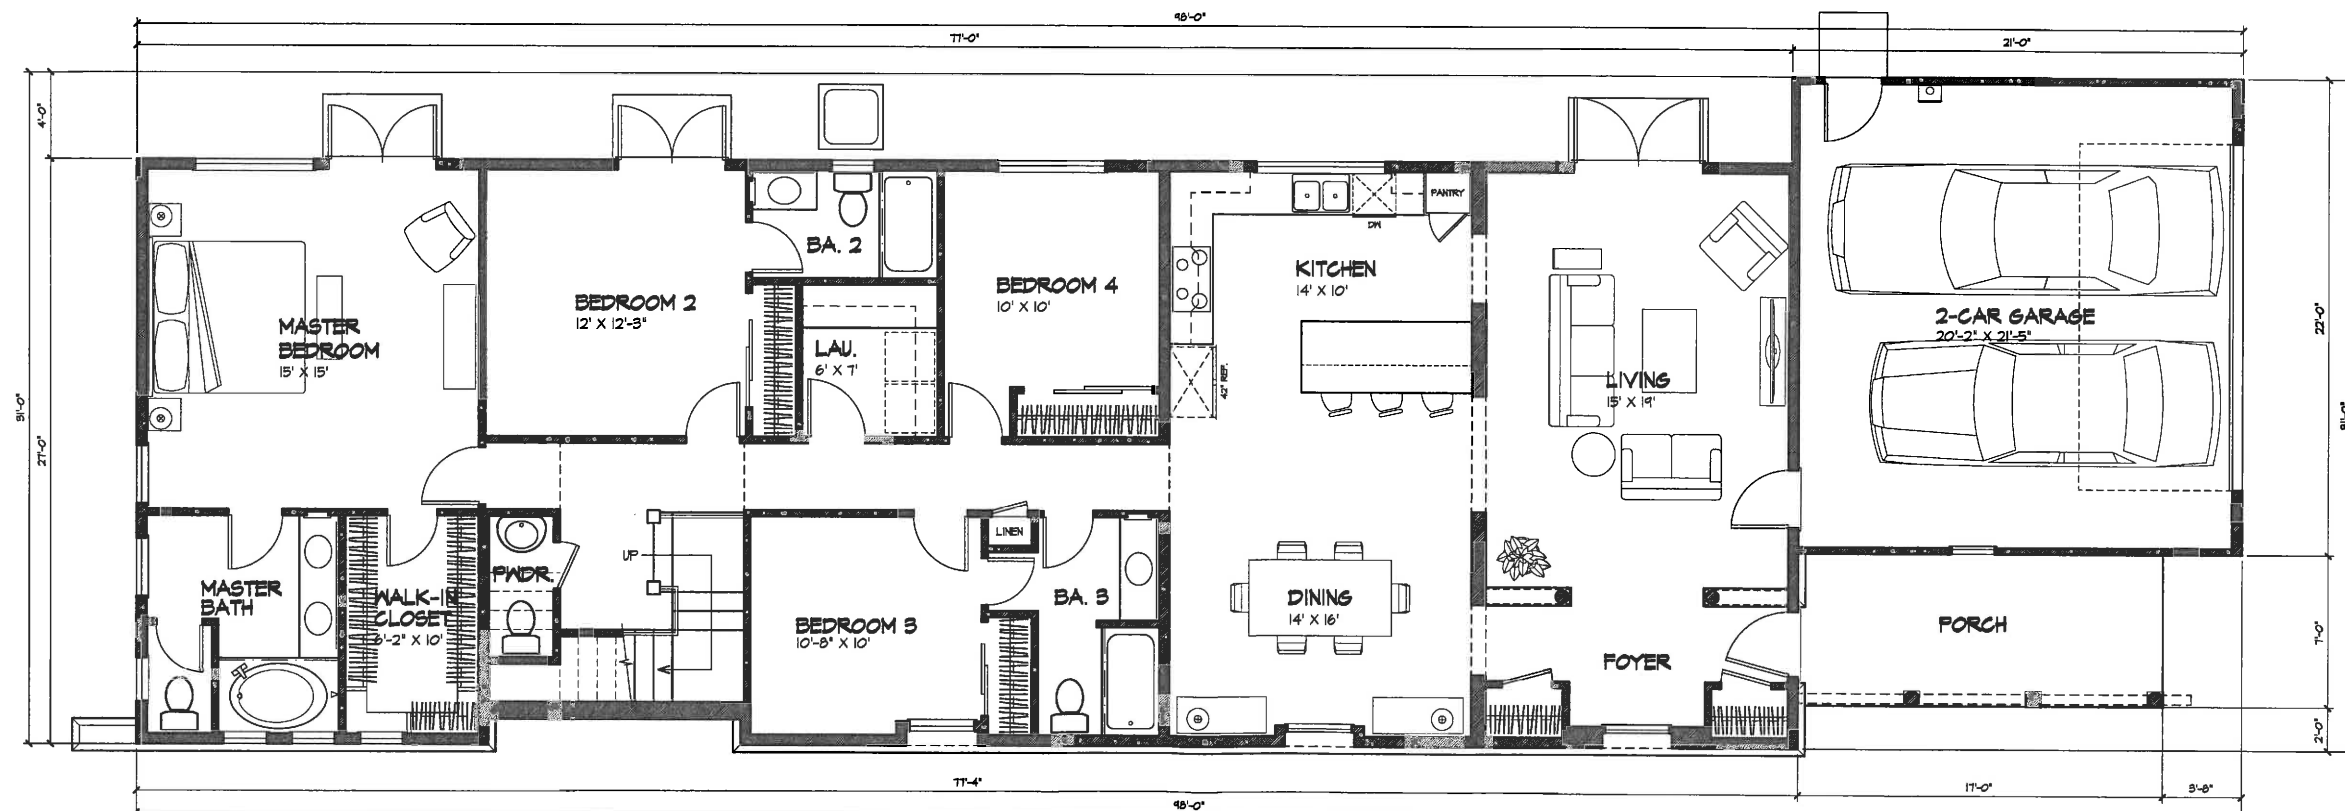 98'-0"
77'-0"
21'-0"
4'-0"
31'-0"
27'-0"
22'-0"
31'-0"
7'-0"
2'-0"
MASTER
BEDROOM
15' X 15'
BEDROOM 2
12' X 12'-3"
BA. 2
LAU.
6' X 7'
BEDROOM 4
10' X 10'
PANTRY
DW
KITCHEN
14' X 10'
42" REF.
LIVING
15' X 19'
2-CAR GARAGE
20'-2" X 21'-5"
MASTER
BATH
WALK-IN
CLOSET
6'-2" X 10'
PWDR.
UP
BEDROOM 3
10'-8" X 10'
LINEN
BA. 3
DINING
14' X 16'
FOYER
PORCH
77'-4"
17'-0"
3'-8"
98'-0"